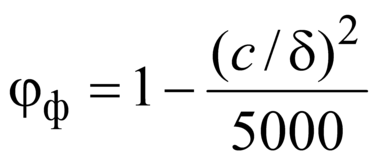 φ_ф = 1 − (c / δ)² / 5000